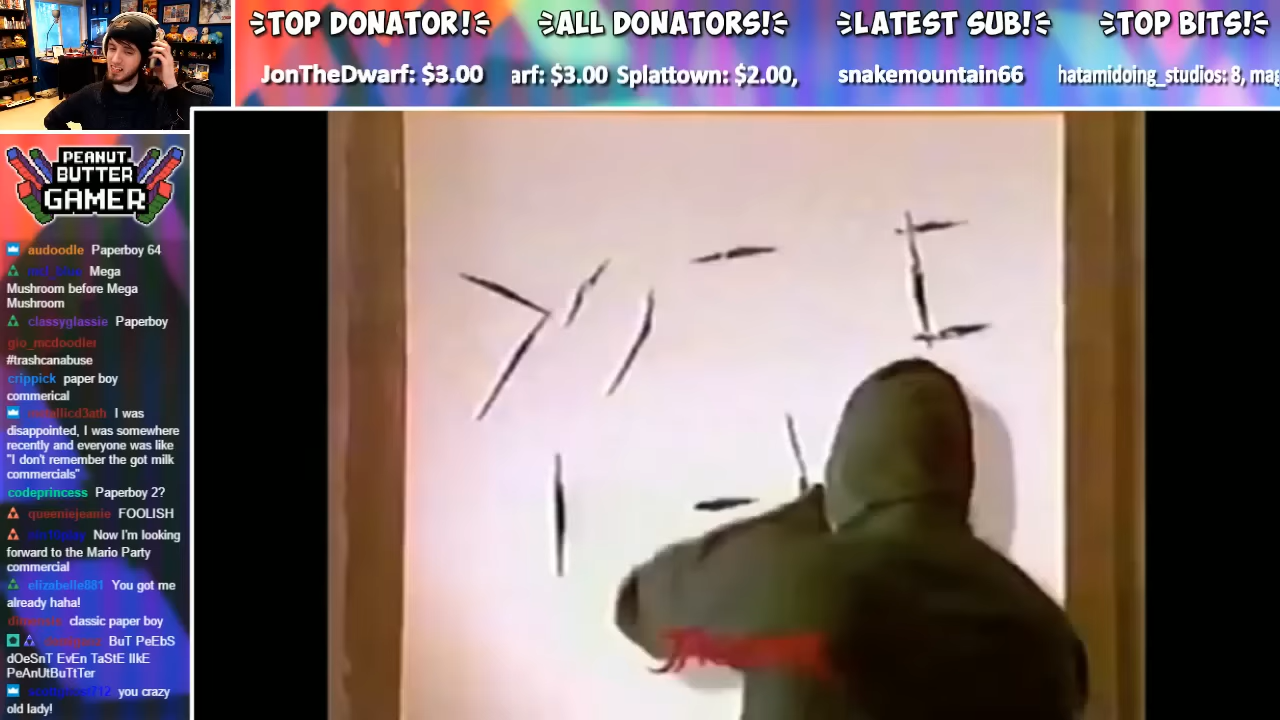 TOP DONATOR!
ALL DONATORS!
LATEST SUB!
TOP BITS!
JonTheDwarf: $3.00
arf: $3.00 Splattown: $2.00,
snakemountain66
hatamidoing_studios: 8, mag
PEANUT
BUTTER
GAMER
audoodle Paperboy 64
Mega
Mushroom before Mega
Mushroom
classyglassie Paperboy
gio_mcdoodler
#trashcanabuse
crippick paper boy
commerical
I was
disappointed, I was somewhere
recently and everyone was like
"I don't remember the got milk
commercials"
codeprincess Paperboy 2?
queeniejeanie FOOLISH
Now I'm looking
forward to the Mario Party
commercial
elizabelle881 You got me
already haha!
classic paper boy
BuT PeEbS
dOeSnT EvEn TaStE lIkE
PeAnUtBuTtTer
you crazy
old lady!